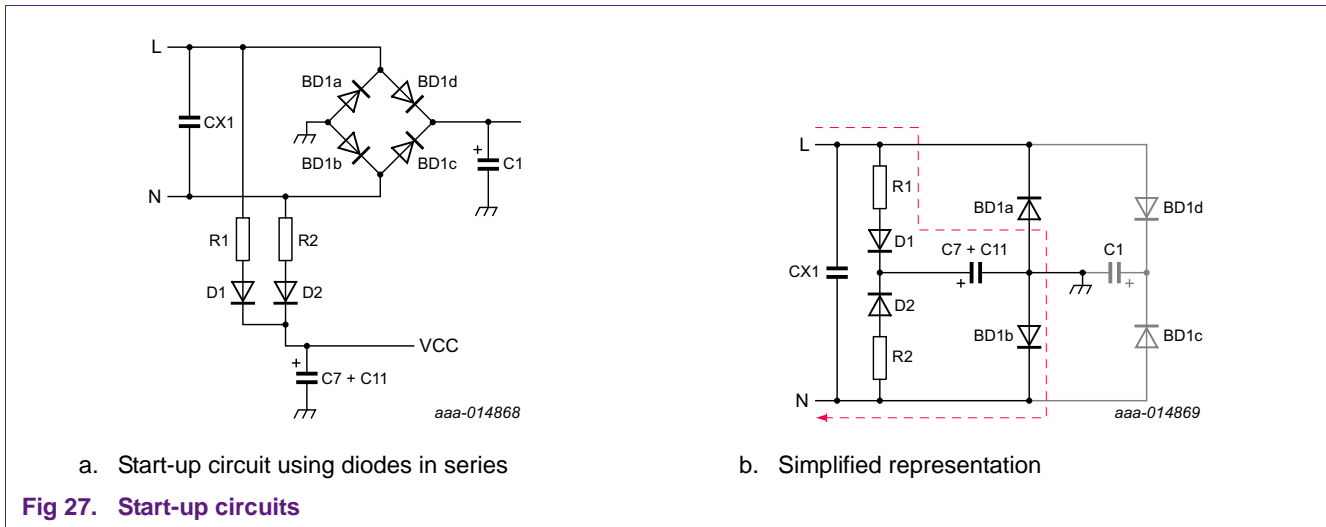 L
BD1a
BD1d
CX1
BD1b
BD1c
+
C1
N
R1
R2
D1
D2
VCC
+
C7 + C11
aaa-014868
L
R1
BD1a
BD1d
D1
C7 + C11
C1
CX1
+
+
D2
BD1b
BD1c
R2
N
aaa-014869
a. Start-up circuit using diodes in series
b. Simplified representation
Fig 27. Start-up circuits